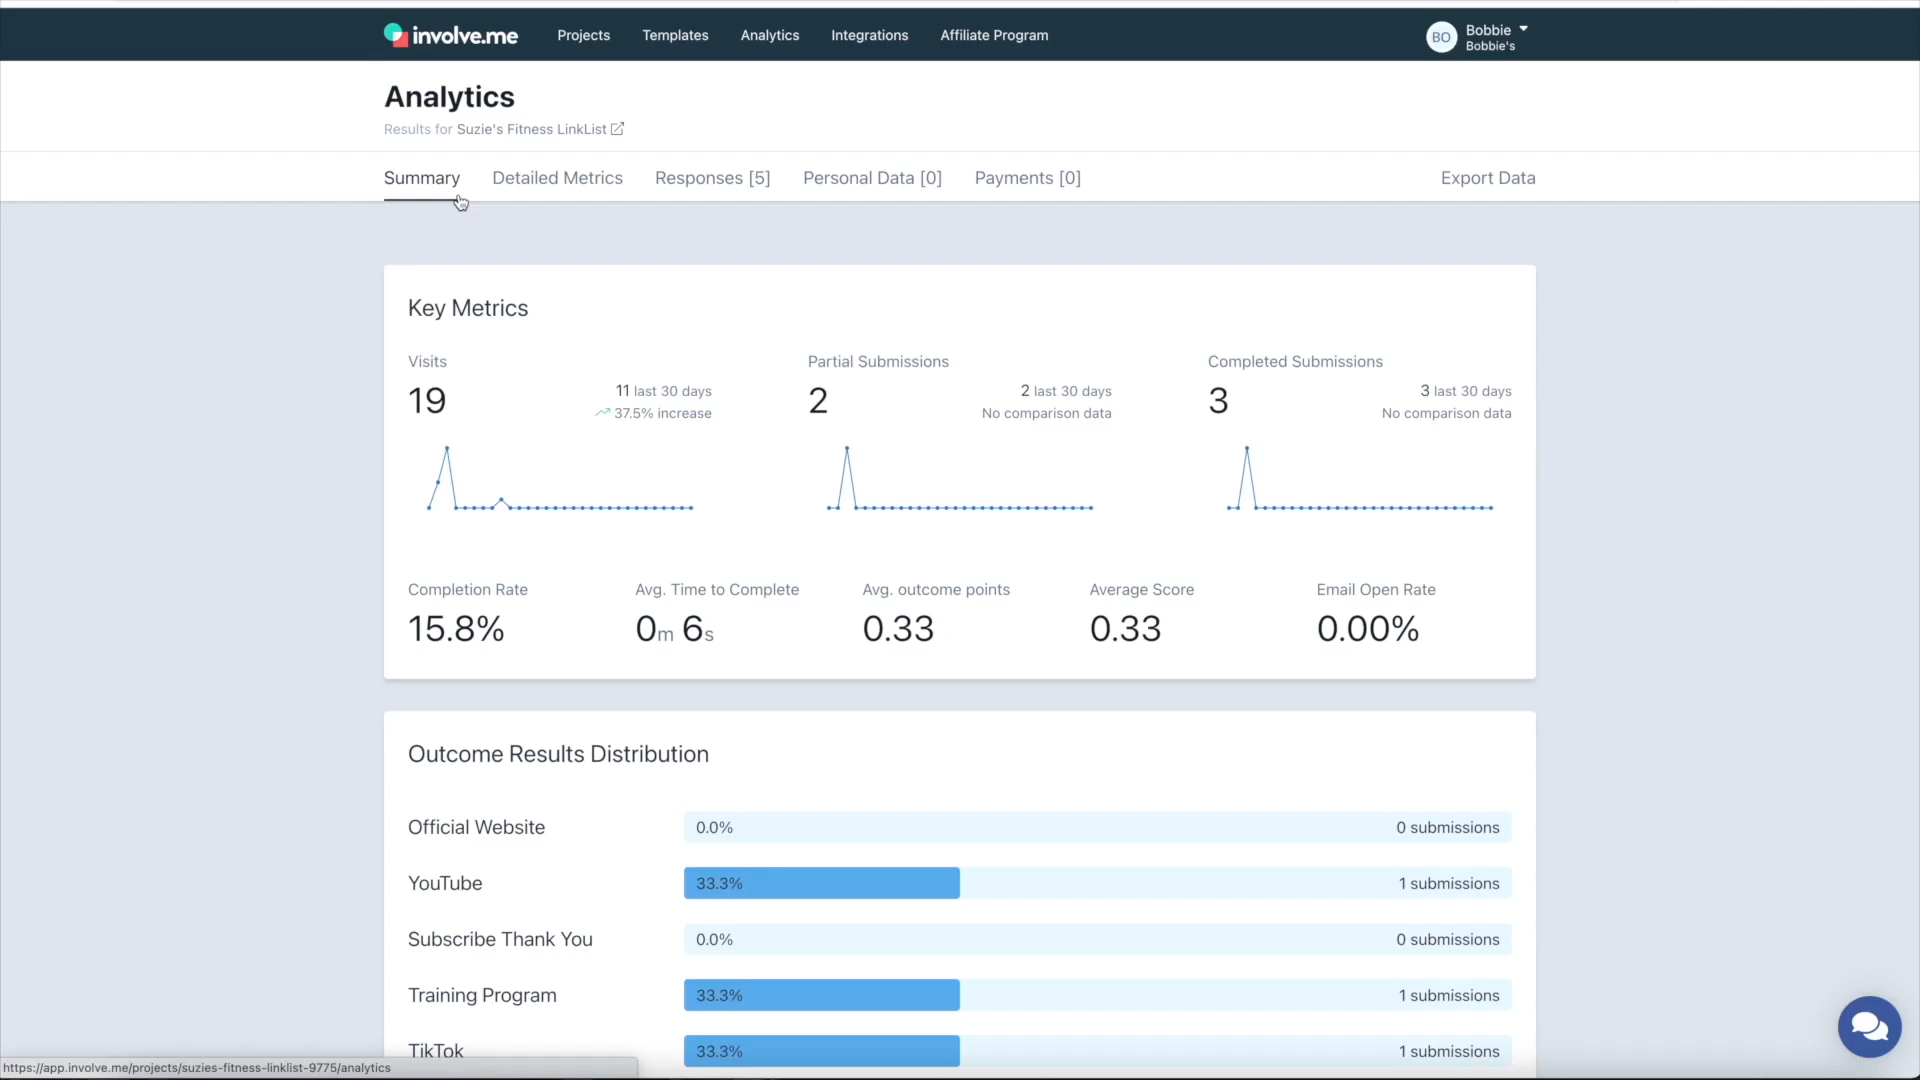 involve.me
Projects
Templates
Analytics
Integrations
Affiliate Program
BO
Bobbie
Bobbie's
Analytics
Results for Suzie's Fitness LinkList
Summary
Detailed Metrics
Responses [5]
Personal Data [0]
Payments [0]
Export Data
Key Metrics
Visits
19
11 last 30 days
37.5% increase
Partial Submissions
2
2 last 30 days
No comparison data
Completed Submissions
3
3 last 30 days
No comparison data
Completion Rate
15.8%
Avg. Time to Complete
0m 6s
Avg. outcome points
0.33
Average Score
0.33
Email Open Rate
0.00%
Outcome Results Distribution
Official Website 0.0% 0 submissions
YouTube 33.3% 1 submissions
Subscribe Thank You 0.0% 0 submissions
Training Program 33.3% 1 submissions
TikTok 33.3% 1 submissions
https://app.involve.me/projects/suzies-fitness-linklist-9775/analytics